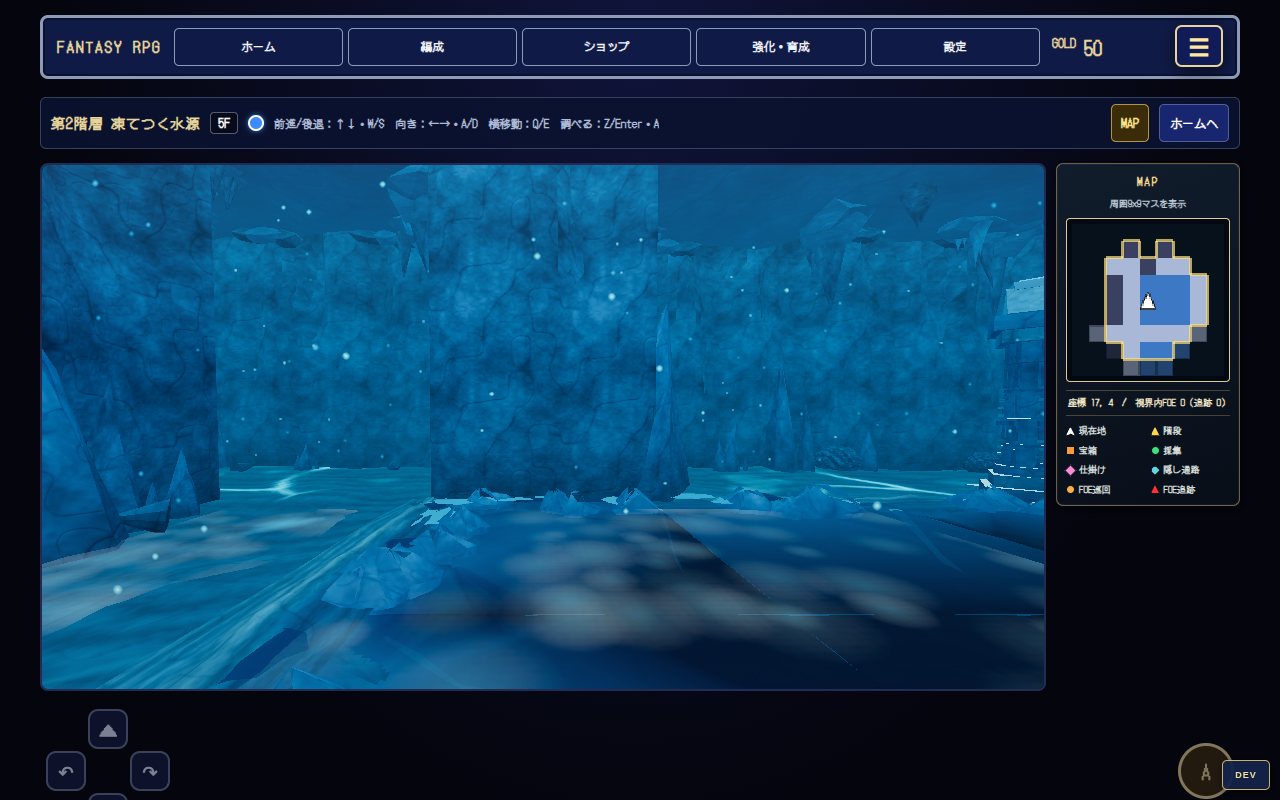 FANTASY RPG ホーム 編成 ショップ 強化・育成 設定 GOLD 50
第2階層 凍てつく水源 5F 前進/後退：↑↓・W/S 向き：←→・A/D 横移動：Q/E 調べる：Z/Enter・A MAP ホームへ
MAP
周囲9x9マスを表示
座標 17, 4 / 視界内FOE 0（追跡 0）
現在地 階段
宝箱 採集
仕掛け 隠し通路
FOE巡回 FOE追跡
A DEV